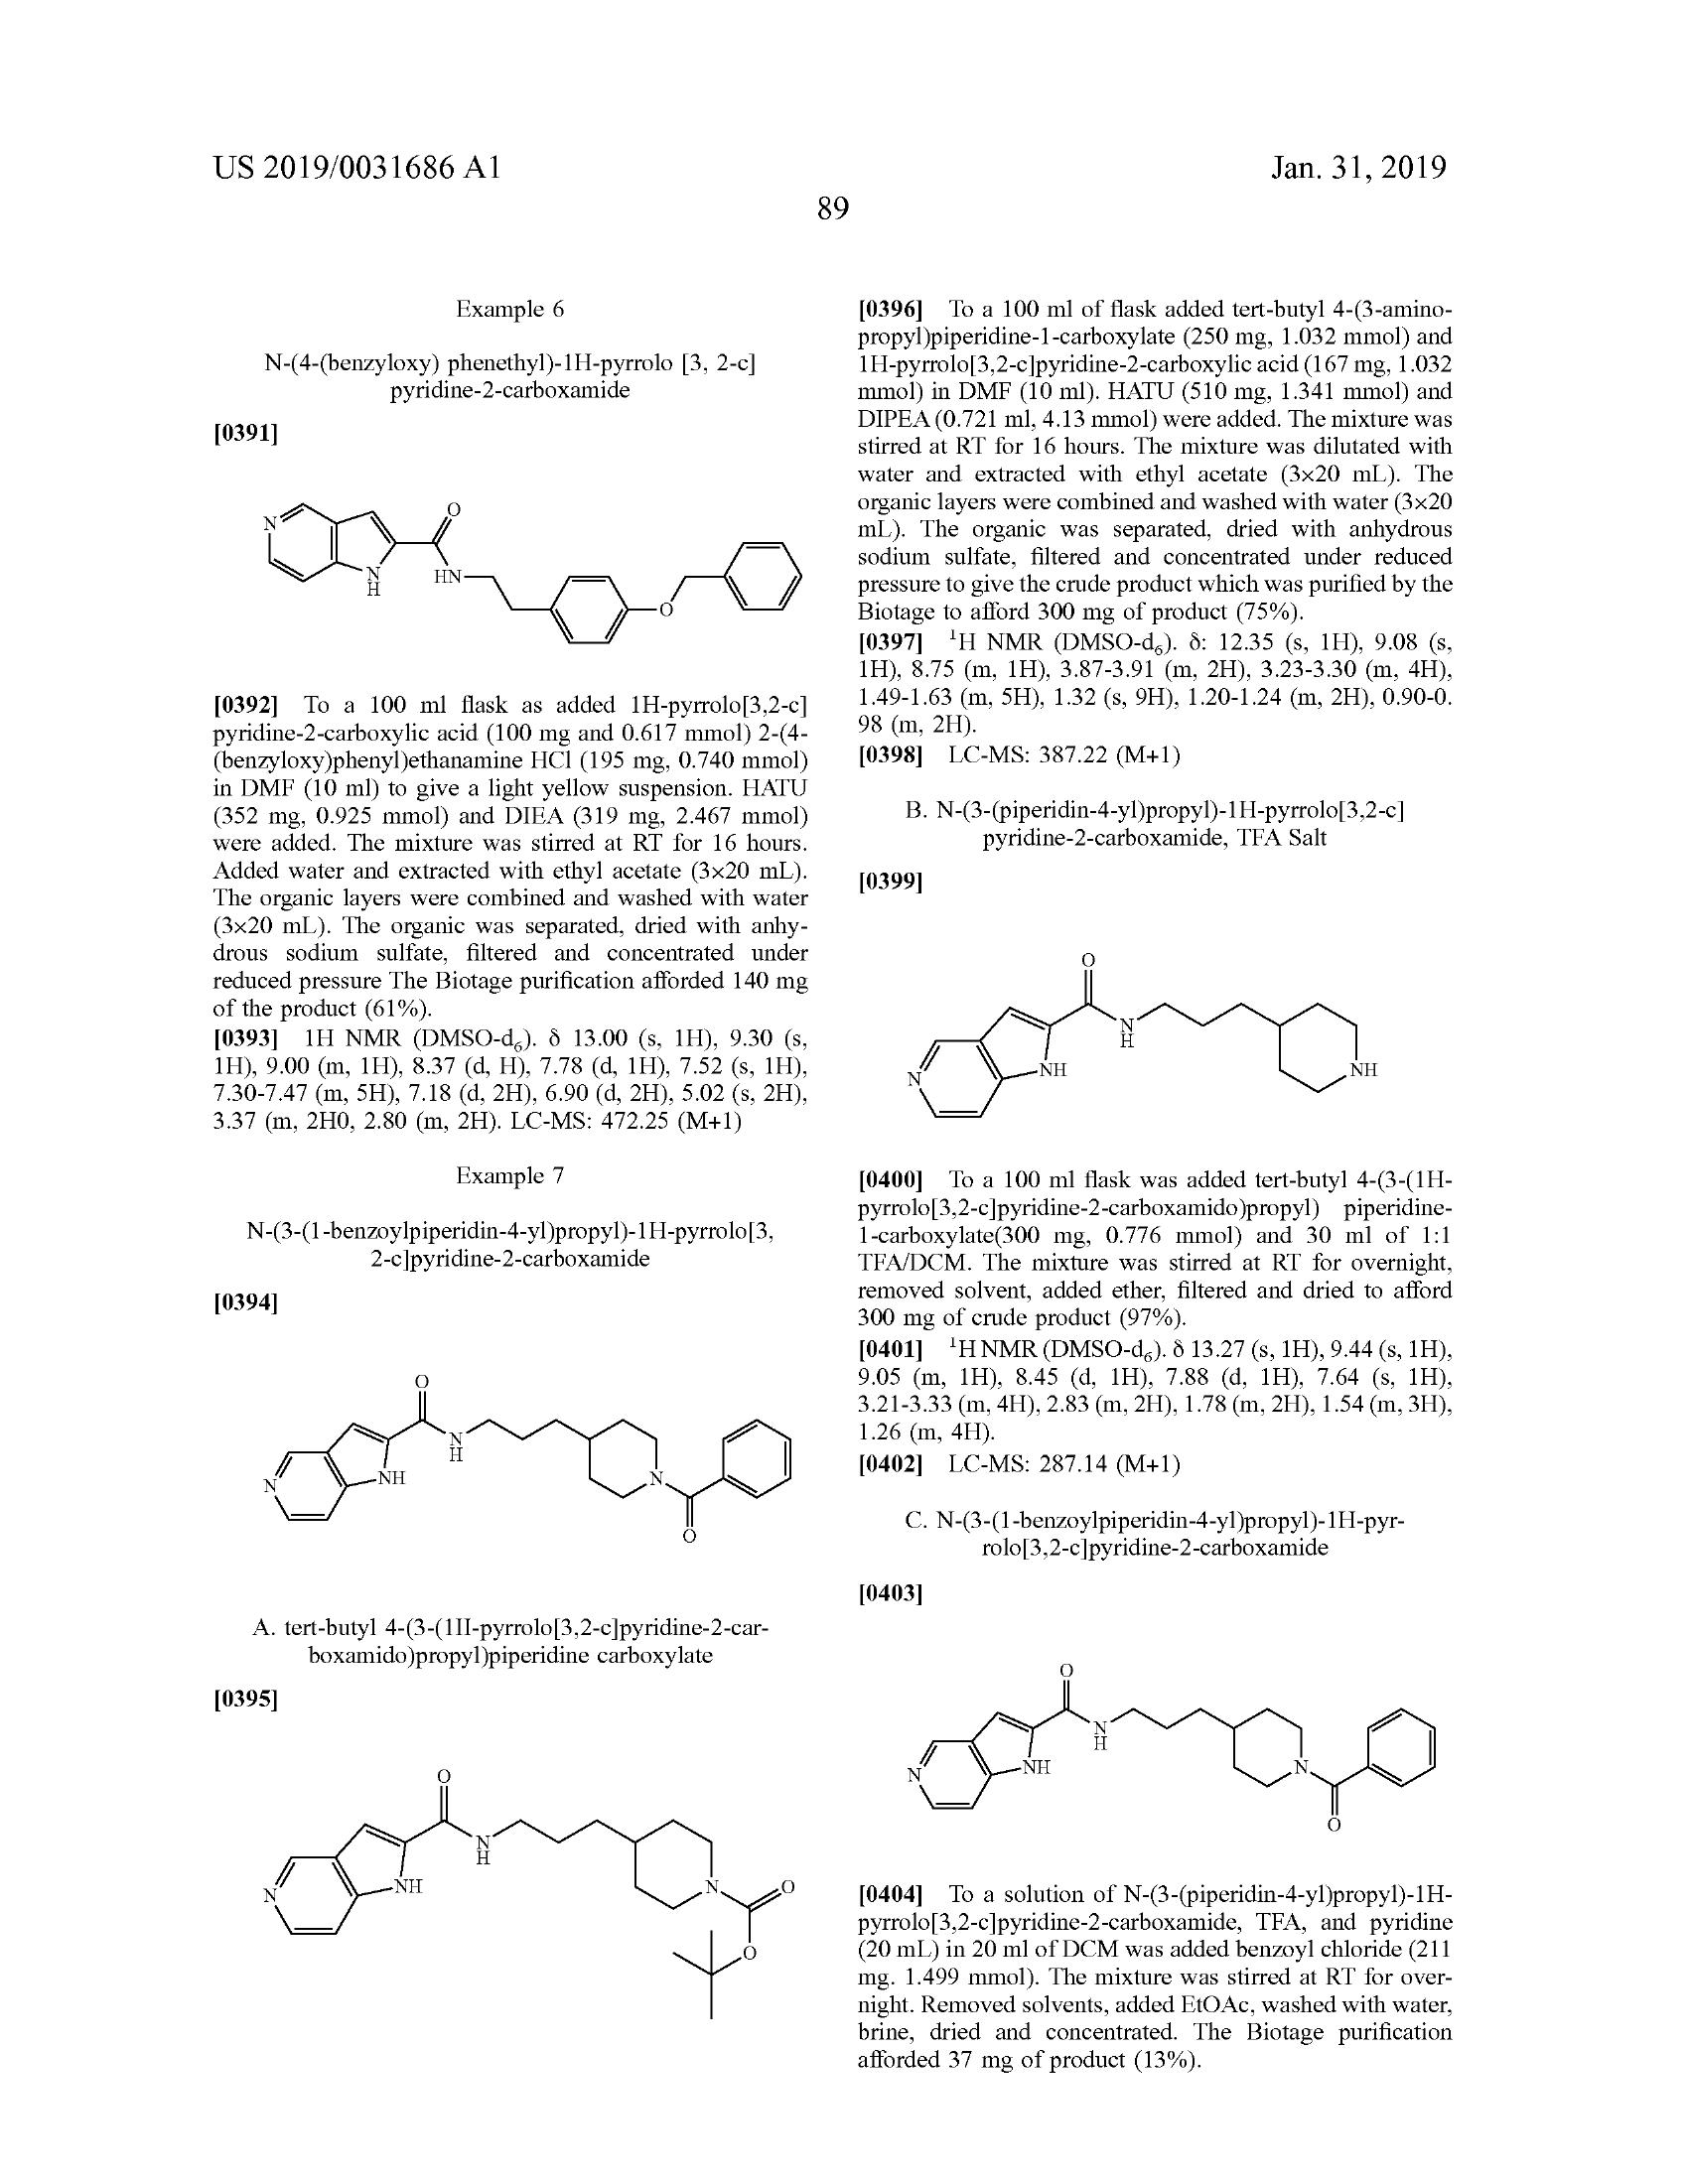 US 2019/0031686 A1
Jan. 31, 2019
89
Example 6
N-(4-(benzyloxy) phenethyl)-1H-pyrrolo [3, 2-c]
pyridine-2-carboxamide
[0391]
N
O
HN
N
H
O
[0392] To a 100 ml flask as added 1H-pyrrolo[3,2-c]
pyridine-2-carboxylic acid (100 mg and 0.617 mmol) 2-(4-
(benzyloxy)phenyl)ethanamine HCl (195 mg, 0.740 mmol)
in DMF (10 ml) to give a light yellow suspension. HATU
(352 mg, 0.925 mmol) and DIEA (319 mg, 2.467 mmol)
were added. The mixture was stirred at RT for 16 hours.
Added water and extracted with ethyl acetate (3x20 mL).
The organic layers were combined and washed with water
(3x20 mL). The organic was separated, dried with anhy-
drous sodium sulfate, filtered and concentrated under
reduced pressure The Biotage purification afforded 140 mg
of the product (61%).
[0393] 1H NMR (DMSO-d6). δ 13.00 (s, 1H), 9.30 (s,
1H), 9.00 (m, 1H), 8.37 (d, H), 7.78 (d, 1H), 7.52 (s, 1H),
7.30-7.47 (m, 5H), 7.18 (d, 2H), 6.90 (d, 2H), 5.02 (s, 2H),
3.37 (m, 2H0, 2.80 (m, 2H). LC-MS: 472.25 (M+1)
Example 7
N-(3-(1-benzoylpiperidin-4-yl)propyl)-1H-pyrrolo[3,
2-c]pyridine-2-carboxamide
[0394]
O
N
H
NH
N
N
O
A. tert-butyl 4-(3-(1H-pyrrolo[3,2-c]pyridine-2-car-
boxamido)propyl)piperidine carboxylate
[0395]
O
N
H
NH
N
N
O
O
[0396] To a 100 ml of flask added tert-butyl 4-(3-amino-
propyl)piperidine-1-carboxylate (250 mg, 1.032 mmol) and
1H-pyrrolo[3,2-c]pyridine-2-carboxylic acid (167 mg, 1.032
mmol) in DMF (10 ml). HATU (510 mg, 1.341 mmol) and
DIPEA (0.721 ml, 4.13 mmol) were added. The mixture was
stirred at RT for 16 hours. The mixture was dilutated with
water and extracted with ethyl acetate (3x20 mL). The
organic layers were combined and washed with water (3x20
mL). The organic was separated, dried with anhydrous
sodium sulfate, filtered and concentrated under reduced
pressure to give the crude product which was purified by the
Biotage to afford 300 mg of product (75%).
[0397] ¹H NMR (DMSO-d6). δ: 12.35 (s, 1H), 9.08 (s,
1H), 8.75 (m, 1H), 3.87-3.91 (m, 2H), 3.23-3.30 (m, 4H),
1.49-1.63 (m, 5H), 1.32 (s, 9H), 1.20-1.24 (m, 2H), 0.90-0.
98 (m, 2H).
[0398] LC-MS: 387.22 (M+1)
B. N-(3-(piperidin-4-yl)propyl)-1H-pyrrolo[3,2-c]
pyridine-2-carboxamide, TFA Salt
[0399]
O
N
H
NH
N
NH
[0400] To a 100 ml flask was added tert-butyl 4-(3-(1H-
pyrrolo[3,2-c]pyridine-2-carboxamido)propyl) piperidine-
1-carboxylate(300 mg, 0.776 mmol) and 30 ml of 1:1
TFA/DCM. The mixture was stirred at RT for overnight,
removed solvent, added ether, filtered and dried to afford
300 mg of crude product (97%).
[0401] ¹H NMR (DMSO-d6). δ 13.27 (s, 1H), 9.44 (s, 1H),
9.05 (m, 1H), 8.45 (d, 1H), 7.88 (d, 1H), 7.64 (s, 1H),
3.21-3.33 (m, 4H), 2.83 (m, 2H), 1.78 (m, 2H), 1.54 (m, 3H),
1.26 (m, 4H).
[0402] LC-MS: 287.14 (M+1)
C. N-(3-(1-benzoylpiperidin-4-yl)propyl)-1H-pyr-
rolo[3,2-c]pyridine-2-carboxamide
[0403]
O
N
H
NH
N
N
O
[0404] To a solution of N-(3-(piperidin-4-yl)propyl)-1H-
pyrrolo[3,2-c]pyridine-2-carboxamide, TFA, and pyridine
(20 mL) in 20 ml of DCM was added benzoyl chloride (211
mg. 1.499 mmol). The mixture was stirred at RT for over-
night. Removed solvents, added EtOAc, washed with water,
brine, dried and concentrated. The Biotage purification
afforded 37 mg of product (13%).